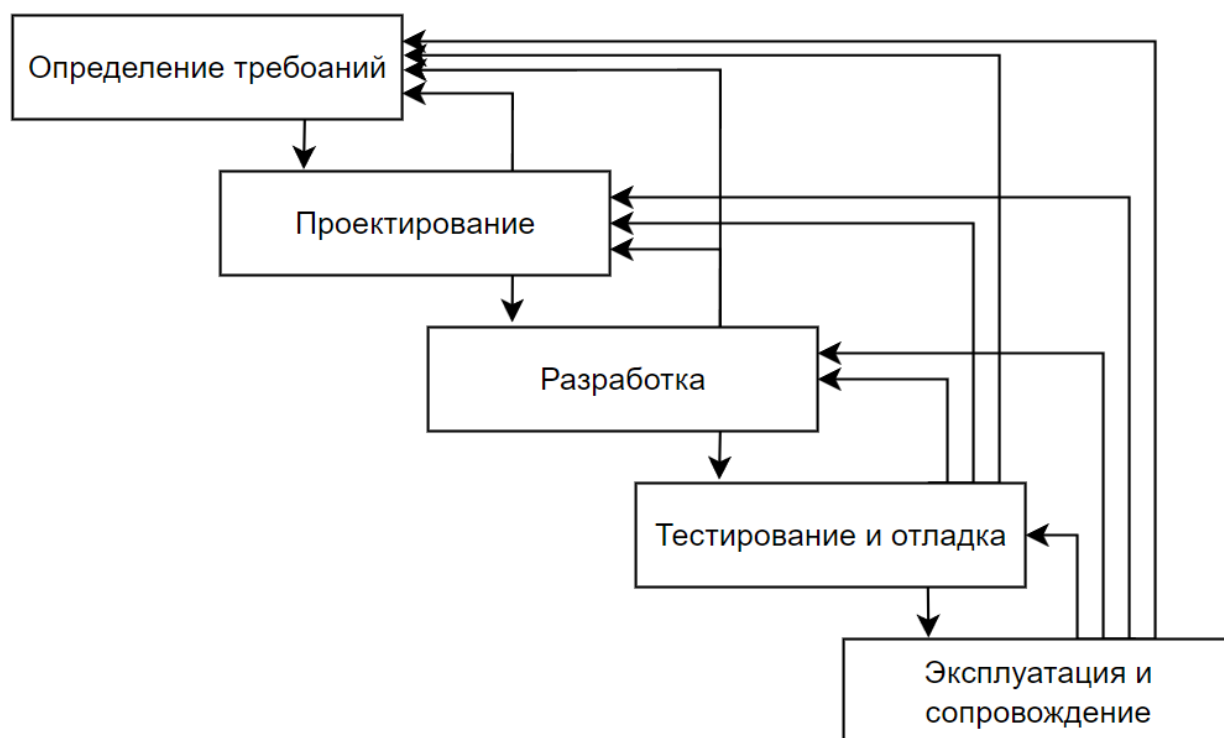 Определение требоаний
Проектирование
Разработка
Тестирование и отладка
Эксплуатация и
сопровождение